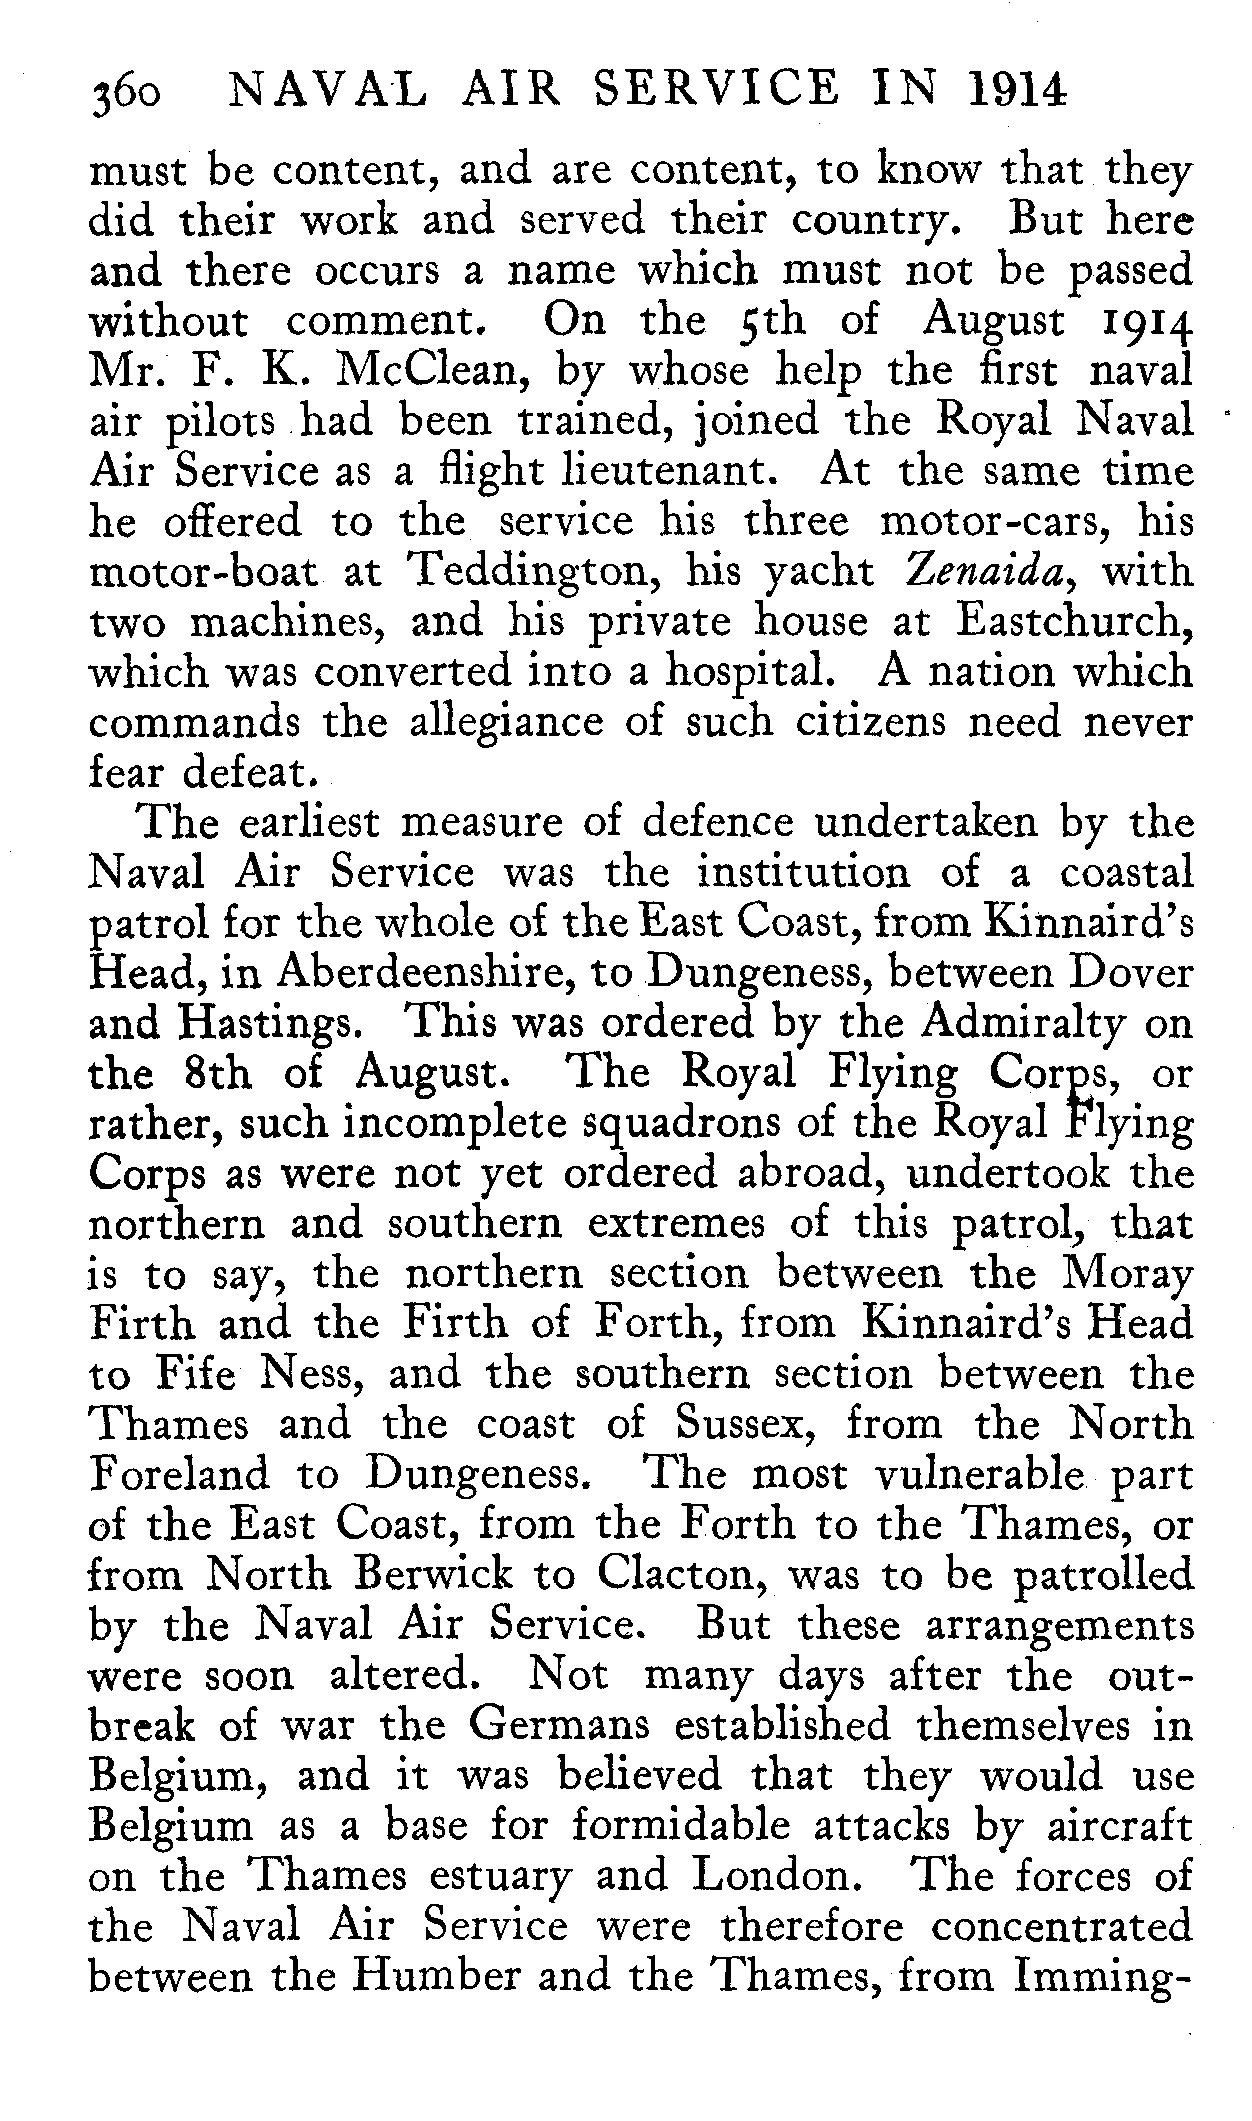 360 NAVAL AIR SERVICE IN 1914
must be content, and are content, to know that they
did their work and served their country. But here
and there occurs a name which must not be passed
without comment. On the 5th of August 1914
Mr. F. K. McClean, by whose help the first naval
air pilots had been trained, joined the Royal Naval
Air Service as a flight lieutenant. At the same time
he offered to the service his three motor-cars, his
motor-boat at Teddington, his yacht Zenaida, with
two machines, and his private house at Eastchurch,
which was converted into a hospital. A nation which
commands the allegiance of such citizens need never
fear defeat.
The earliest measure of defence undertaken by the
Naval Air Service was the institution of a coastal
patrol for the whole of the East Coast, from Kinnaird's
Head, in Aberdeenshire, to Dungeness, between Dover
and Hastings. This was ordered by the Admiralty on
the 8th of August. The Royal Flying Corps, or
rather, such incomplete squadrons of the Royal Flying
Corps as were not yet ordered abroad, undertook the
northern and southern extremes of this patrol, that
is to say, the northern section between the Moray
Firth and the Firth of Forth, from Kinnaird's Head
to Fife Ness, and the southern section between the
Thames and the coast of Sussex, from the North
Foreland to Dungeness. The most vulnerable part
of the East Coast, from the Forth to the Thames, or
from North Berwick to Clacton, was to be patrolled
by the Naval Air Service. But these arrangements
were soon altered. Not many days after the out-
break of war the Germans established themselves in
Belgium, and it was believed that they would use
Belgium as a base for formidable attacks by aircraft
on the Thames estuary and London. The forces of
the Naval Air Service were therefore concentrated
between the Humber and the Thames, from Imming-